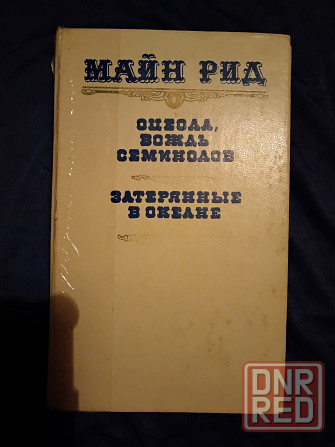 МАЙН РИД
ОЦЕОЛА,
ВОЖДЬ
СЕМИНОЛОВ
ЗАТЕРЯННЫЕ
В ОКЕАНЕ
DNR
RED